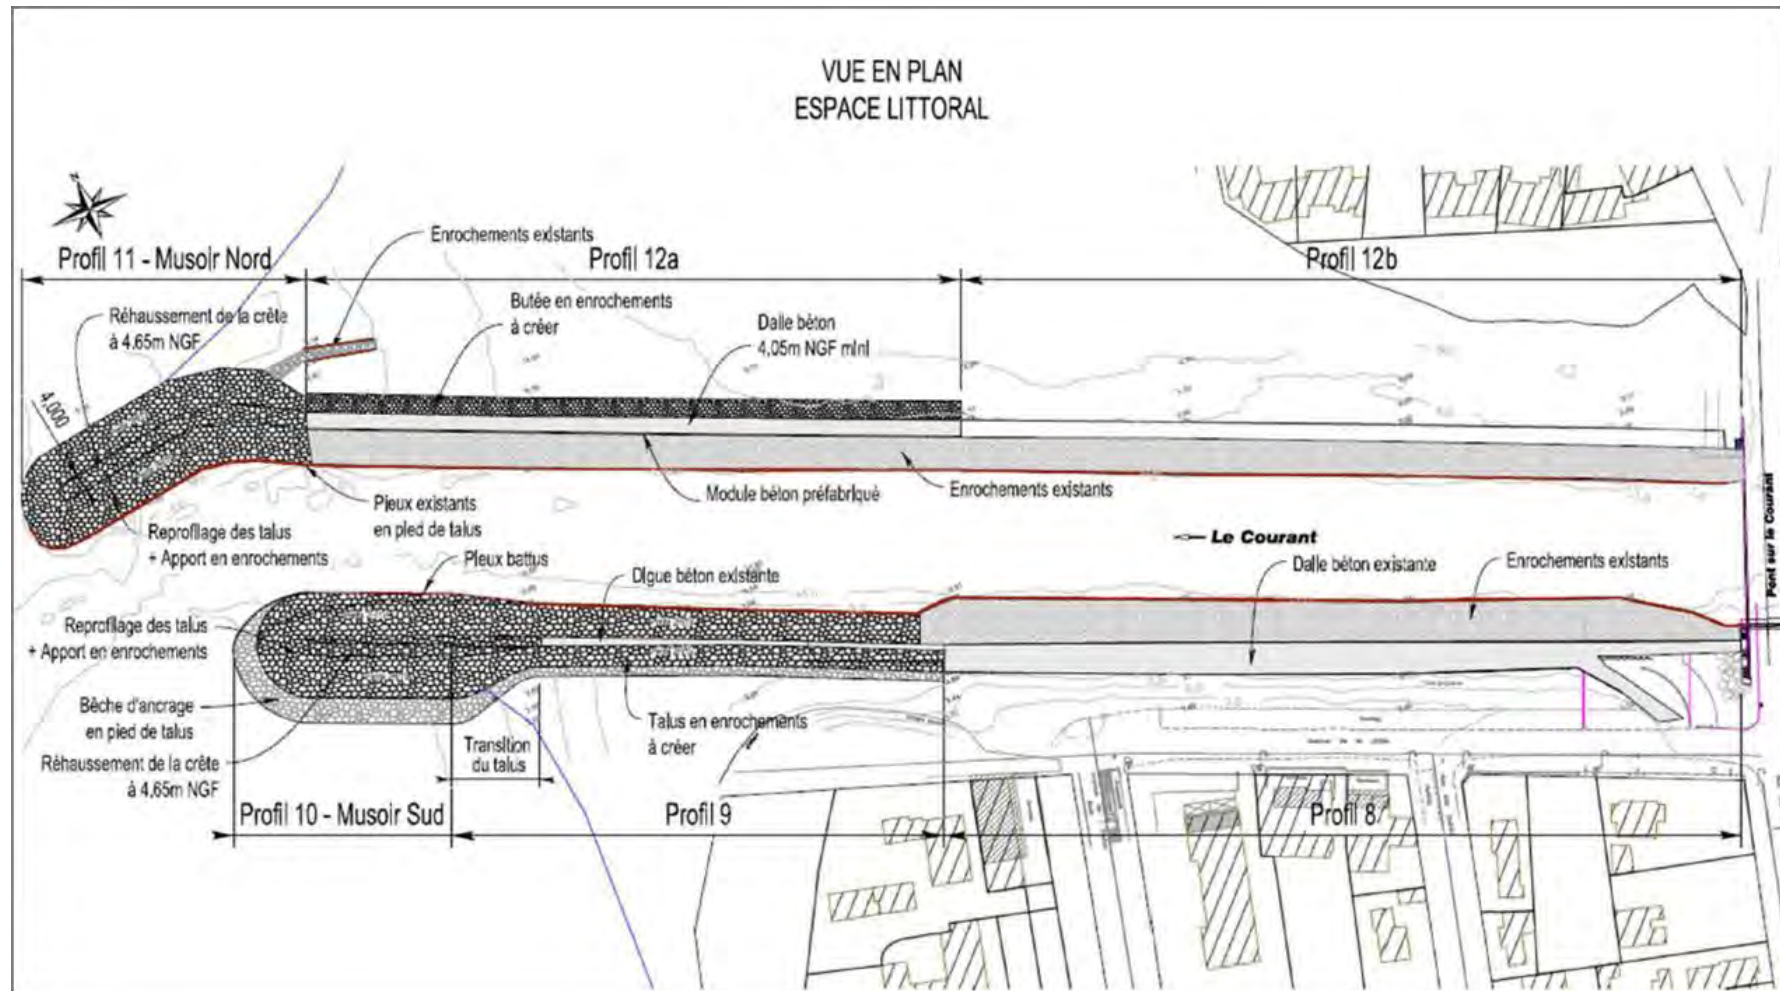 VUE EN PLAN
ESPACE LITTORAL
N
Profil 11 - Musoir Nord
Profil 12a
Profil 12b
Enrochements existants
Réhaussement de la crête
à 4,65m NGF
Butée en enrochements
à créer
Dalle béton
4,05m NGF mini
4,000
Pieux existants
en pied de talus
Module béton préfabriqué
Enrochements existants
Reprofilage des talus
+ Apport en enrochements
Pieux battus
Le Courant
Digue béton existante
Dalle béton existante
Enrochements existants
Pont sur le Courant
Reprofilage des talus
+ Apport en enrochements
Bêche d'ancrage
en pied de talus
Talus en enrochements
à créer
Transition
du talus
Réhaussement de la crête
à 4,65m NGF
Profil 10 - Musoir Sud
Profil 9
Profil 8